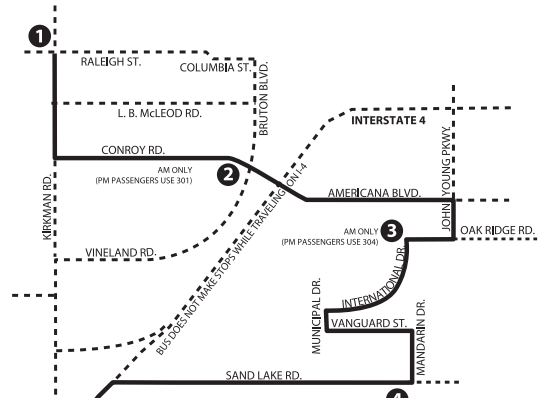 1
RALEIGH ST.
COLUMBIA ST.
BRUTON BLVD.
L. B. McLEOD RD.
INTERSTATE 4
CONROY RD.
AM ONLY
(PM PASSENGERS USE 301)
2
KIRKMAN RD.
AMERICANA BLVD.
JOHN YOUNG PKWY.
AM ONLY
(PM PASSENGERS USE 304)
3
OAK RIDGE RD.
VINELAND RD.
BUS DOES NOT MAKE STOPS WHILE TRAVELING ON I-4
INTERNATIONAL DR.
MUNICIPAL DR.
VANGUARD ST.
MANDARIN DR.
SAND LAKE RD.
4